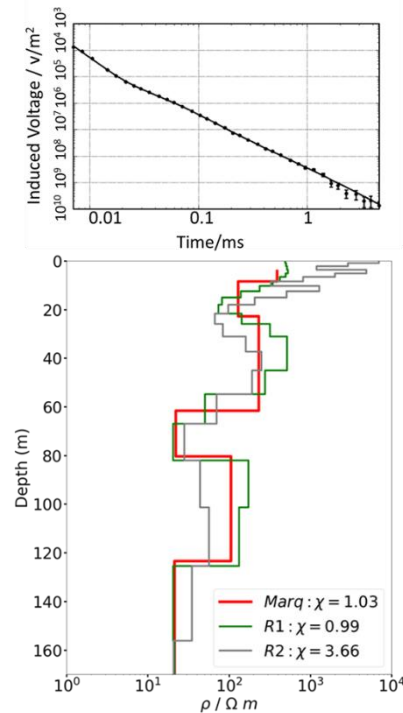 Induced Voltage / v/m²
10³
10⁴
10⁵
10⁶
10⁷
10⁸
10⁹
10¹⁰
0.01 0.1 1
Time/ms
Depth (m)
0
20
40
60
80
100
120
140
160
Marq : χ = 1.03
R1 : χ = 0.99
R2 : χ = 3.66
10⁰ 10¹ 10² 10³ 10⁴
ρ / Ω m